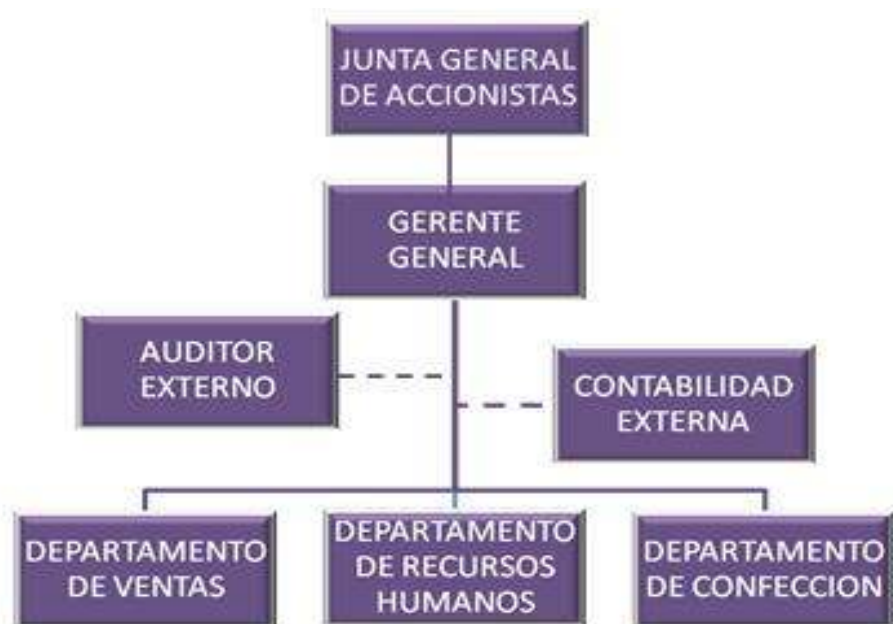 JUNTA GENERAL
DE ACCIONISTAS
GERENTE
GENERAL
AUDITOR
EXTERNO
CONTABILIDAD
EXTERNA
DEPARTAMENTO
DE VENTAS
DEPARTAMENTO
DE RECURSOS
HUMANOS
DEPARTAMENTO
DE CONFECCION